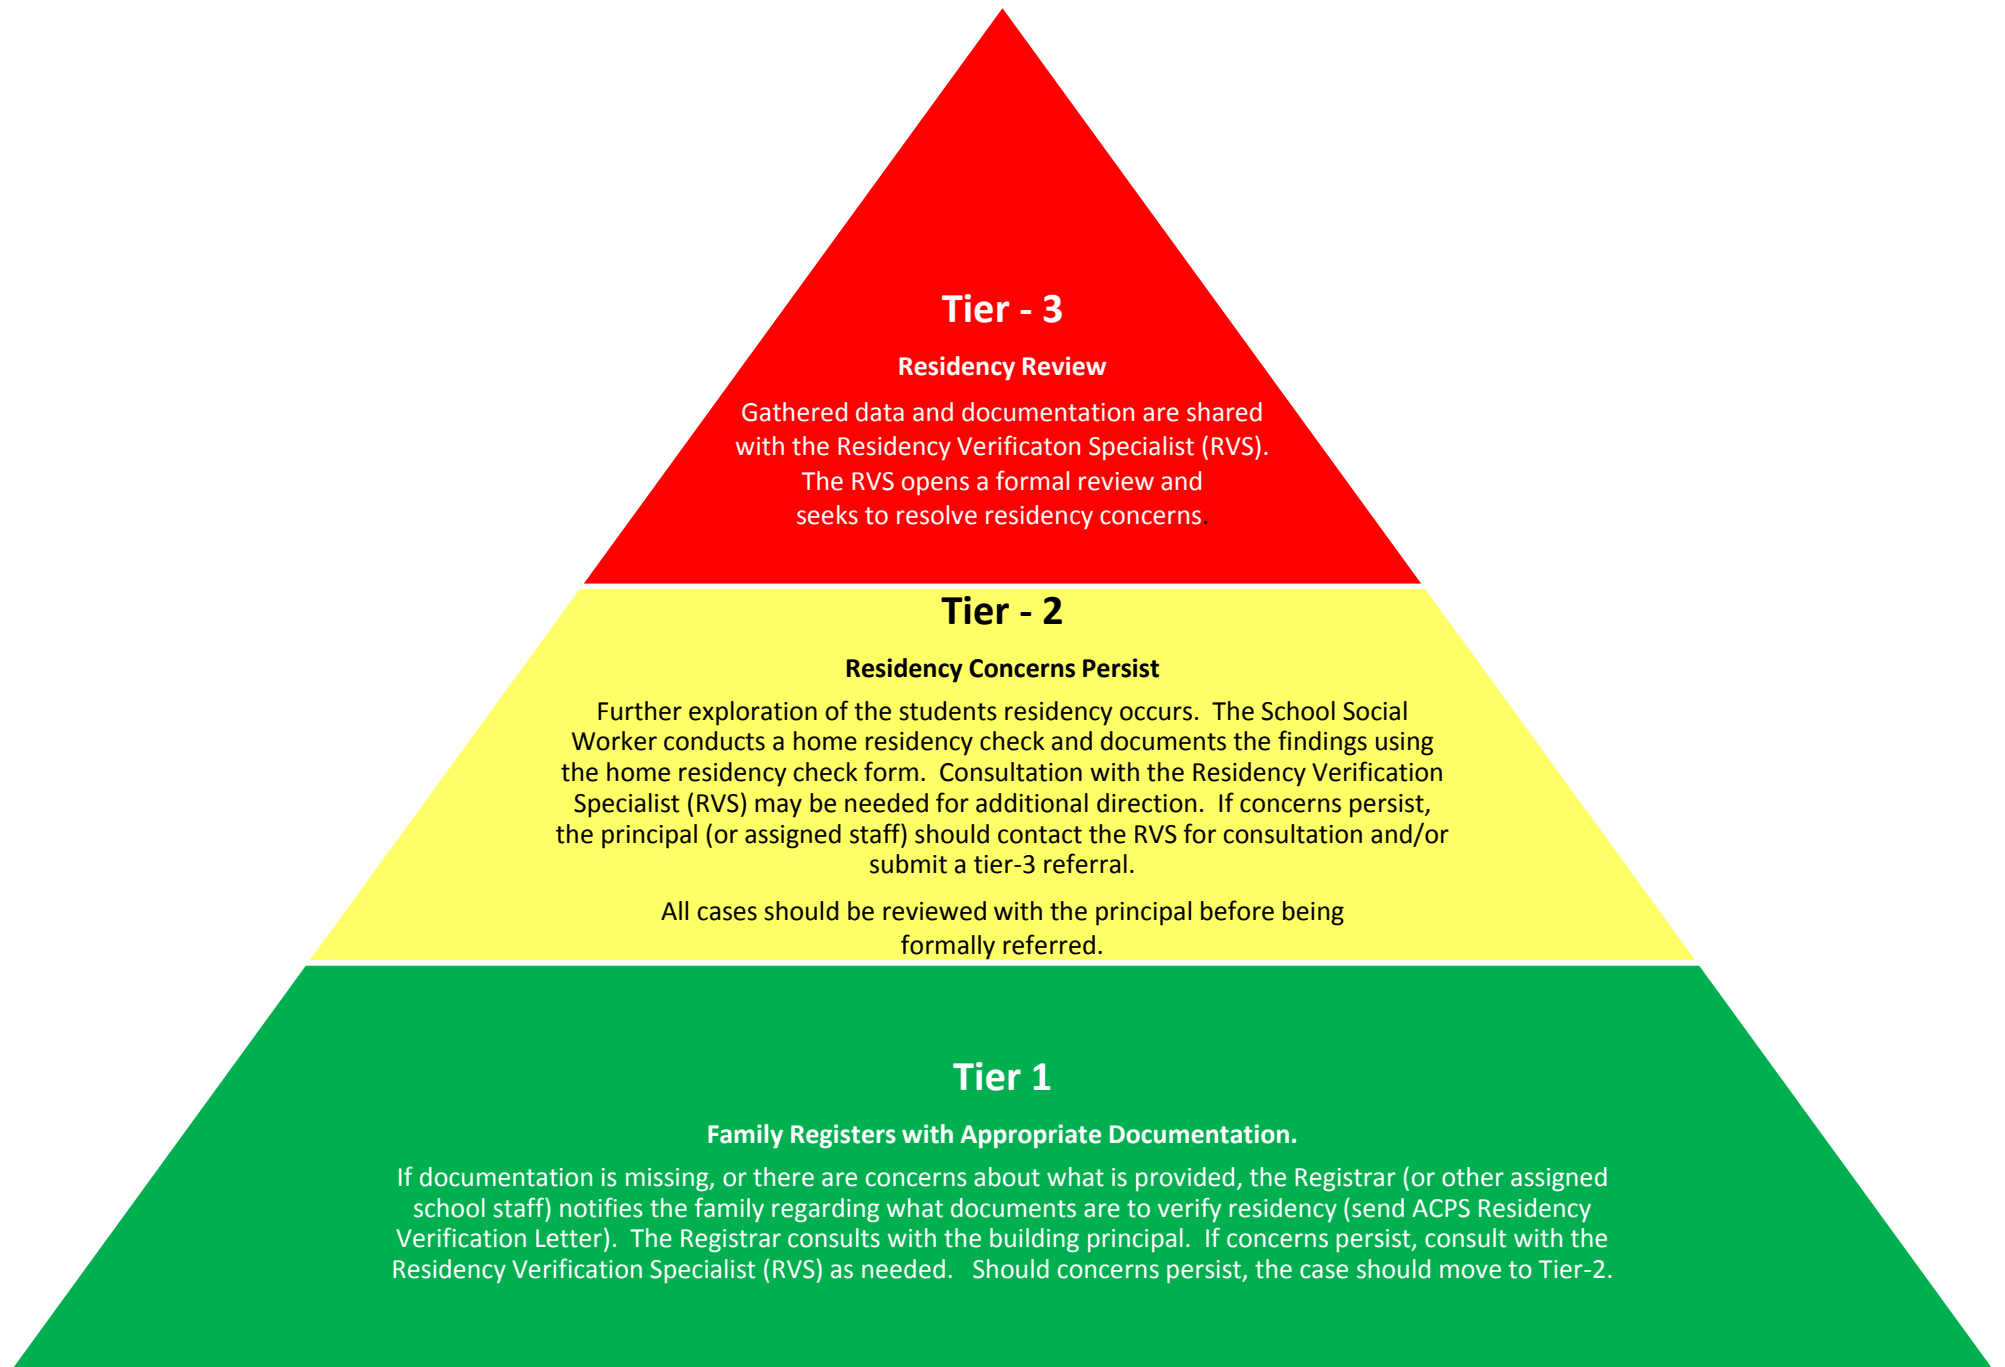 Tier - 3
Residency Review
Gathered data and documentation are shared
with the Residency Verificaton Specialist (RVS).
The RVS opens a formal review and
seeks to resolve residency concerns.
Tier - 2
Residency Concerns Persist
Further exploration of the students residency occurs.  The School Social
Worker conducts a home residency check and documents the findings using
the home residency check form.  Consultation with the Residency Verification
Specialist (RVS) may be needed for additional direction.  If concerns persist,
the principal (or assigned staff) should contact the RVS for consultation and/or
submit a tier-3 referral.
All cases should be reviewed with the principal before being
formally referred.
Tier 1
Family Registers with Appropriate Documentation.
If documentation is missing, or there are concerns about what is provided, the Registrar (or other assigned
school staff) notifies the family regarding what documents are to verify residency (send ACPS Residency
Verification Letter).  The Registrar consults with the building principal.  If concerns persist, consult with the
Residency Verification Specialist (RVS) as needed.   Should concerns persist, the case should move to Tier-2.